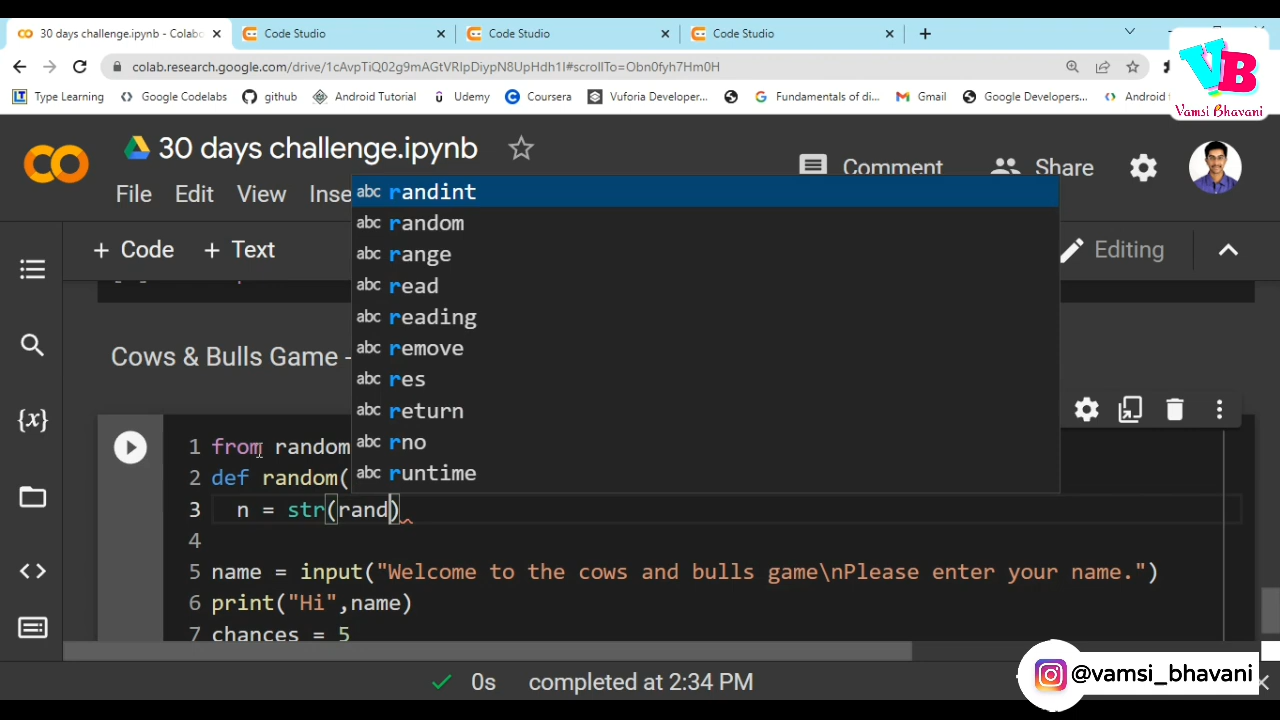 30 days challenge.ipynb - Colabo
Code Studio
Code Studio
Code Studio
colab.research.google.com/drive/
Type Learning
Google Codelabs
github
Android Tutorial
Udemy
Coursera
Vuforia Developer...
Fundamentals of di...
Gmail
Google Developers...
Android
VB
Vamsi Bhavani
30 days challenge.ipynb
Comment
Share
File
Edit
View
Inse
+ Code
+ Text
Editing
abc randint
abc random
abc range
abc read
abc reading
abc remove
abc res
abc return
abc rno
abc runtime
Cows & Bulls Game -
1 from random
2 def random(
3 n = str(rand)
4
5 name = input("Welcome to the cows and bulls game\nPlease enter your name.")
6 print("Hi",name)
7 chances = 5
{x}
0s completed at 2:34 PM
@vamsi_bhavani